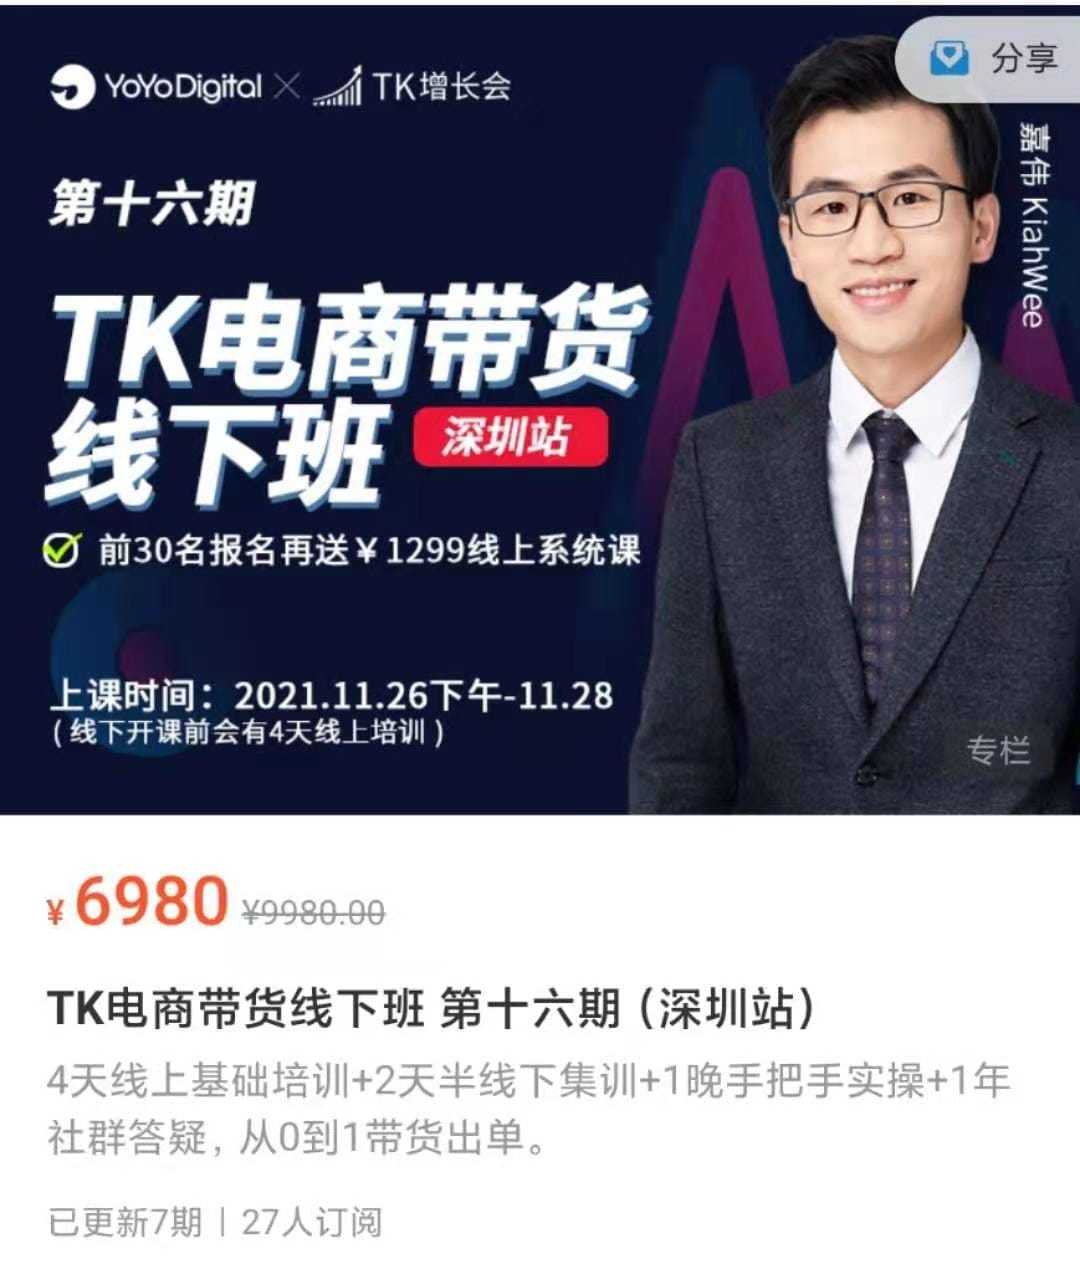 YoYoDigital × TK增长会
分享
嘉伟 KiahWee
第十六期
TK电商带货
线下班 深圳站
前30名报名再送￥1299线上系统课
上课时间：2021.11.26下午-11.28
(线下开课前会有4天线上培训)
专栏
¥6980 ¥9980.00
TK电商带货线下班 第十六期（深圳站）
4天线上基础培训+2天半线下集训+1晚手把手实操+1年
社群答疑，从0到1带货出单。
已更新7期 | 27人订阅